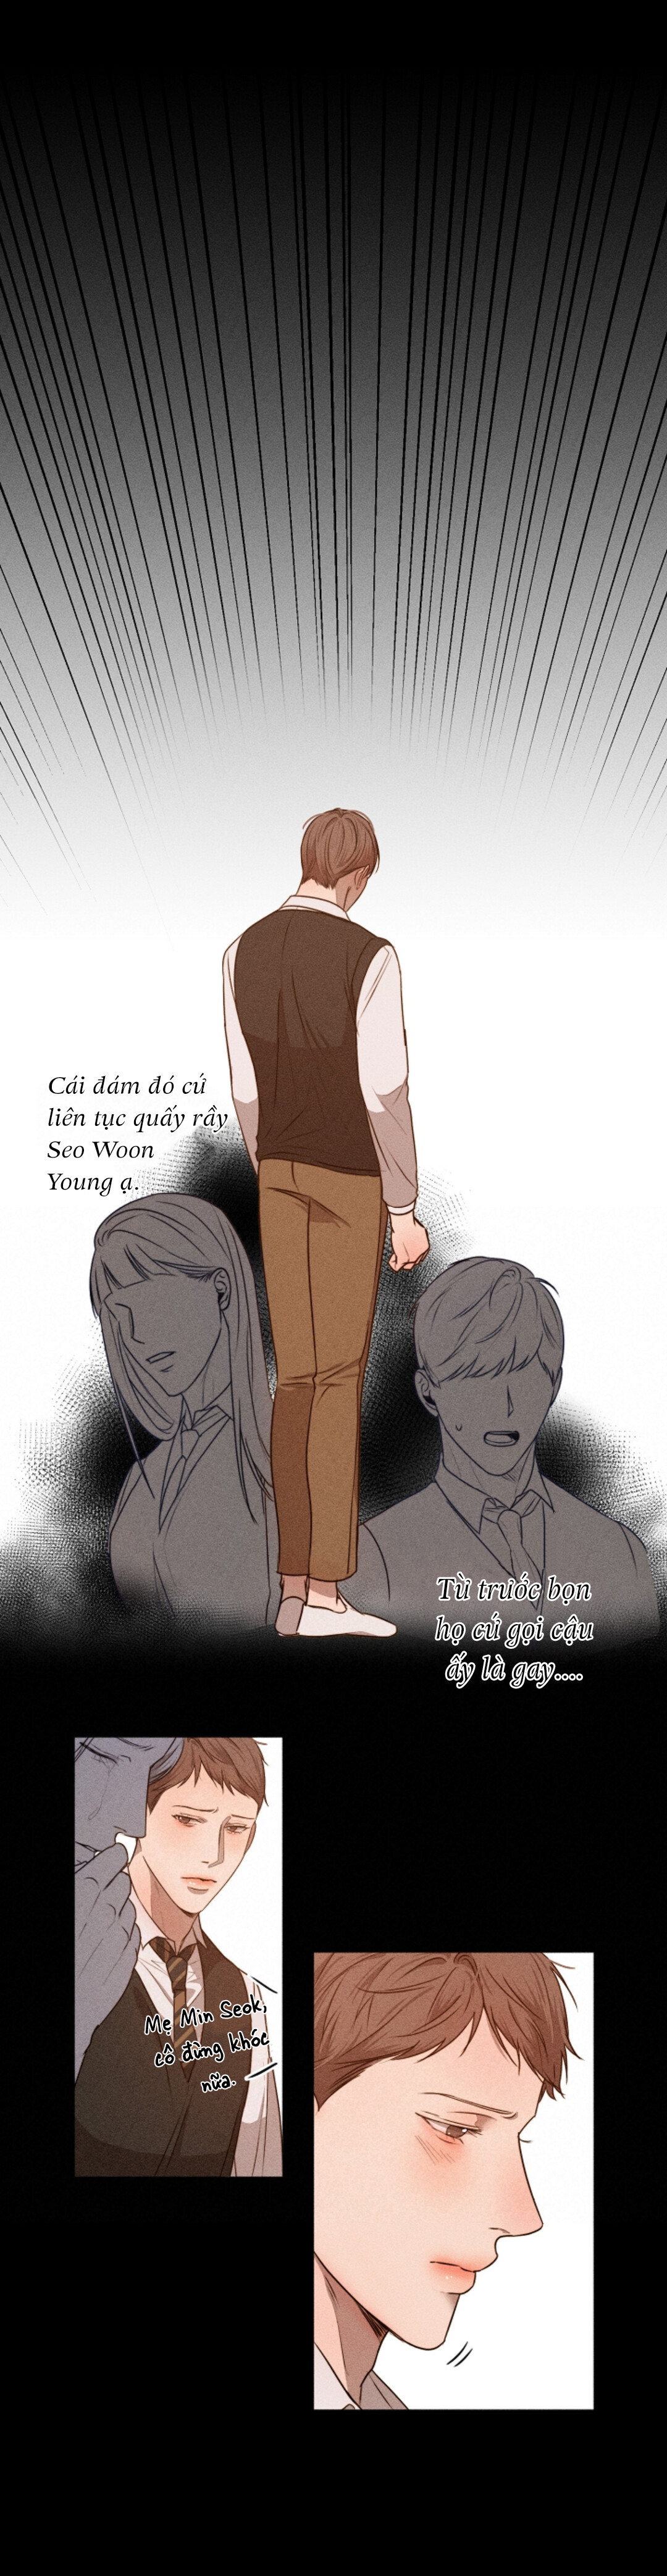 Cái đám đó cứ
liên tục quấy rầy
Seo Woon
Young ạ.
Từ trước bọn
họ cứ gọi cậu
ấy là gay....
Mẹ Min Seok,
cô đừng khóc
nữa.